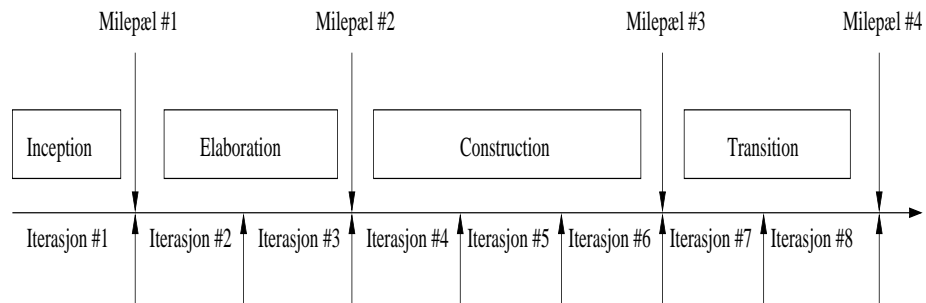 Milepæl #1 Milepæl #2 Milepæl #3 Milepæl #4
Inception Elaboration Construction Transition
Iterasjon #1 Iterasjon #2 Iterasjon #3 Iterasjon #4 Iterasjon #5 Iterasjon #6 Iterasjon #7 Iterasjon #8